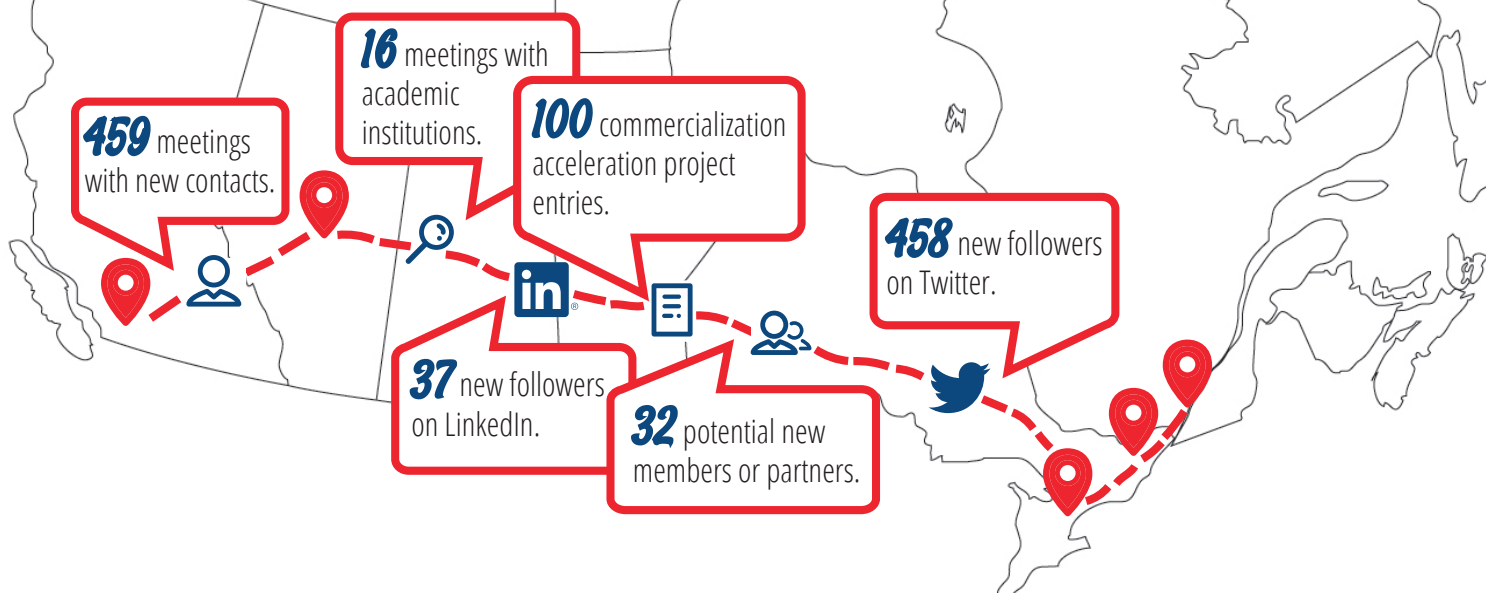 459 meetings
with new contacts.
16 meetings with
academic
institutions.
100 commercialization
acceleration project
entries.
458 new followers
on Twitter.
in®
37 new followers
on LinkedIn.
32 potential new
members or partners.